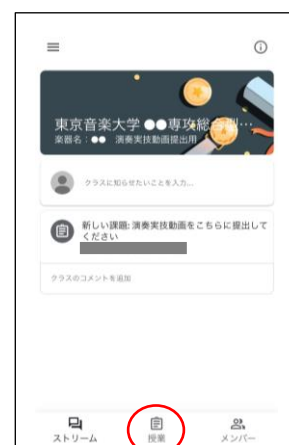 東京音楽大学 ●●専攻総合型…
楽器名：●● 演奏実技動画提出用
クラスに知らせたいことを入力...
新しい課題: 演奏実技動画をこちらに提出して
ください
クラスのコメントを追加
ストリーム
授業
メンバー